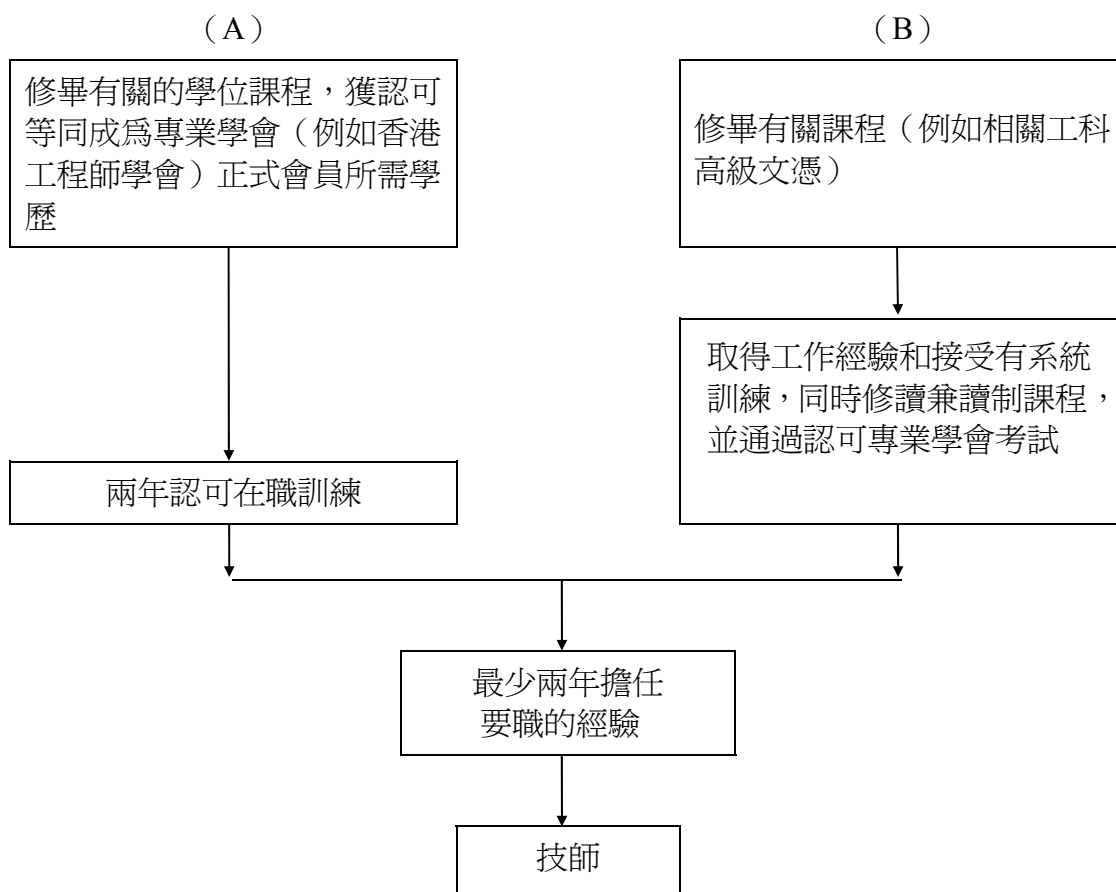 （A）
修畢有關的學位課程，獲認可
等同成爲專業學會（例如香港
工程師學會）正式會員所需學
歷
兩年認可在職訓練
（B）
修畢有關課程（例如相關工科
高級文憑）
取得工作經驗和接受有系統
訓練，同時修讀兼讀制課程，
並通過認可專業學會考試
最少兩年擔任
要職的經驗
技師